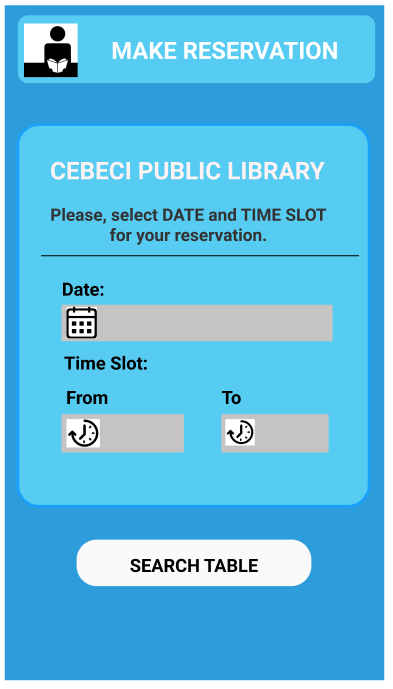 MAKE RESERVATION
CEBECI PUBLIC LIBRARY
Please, select DATE and TIME SLOT
for your reservation.
Date:
Time Slot:
From To
SEARCH TABLE